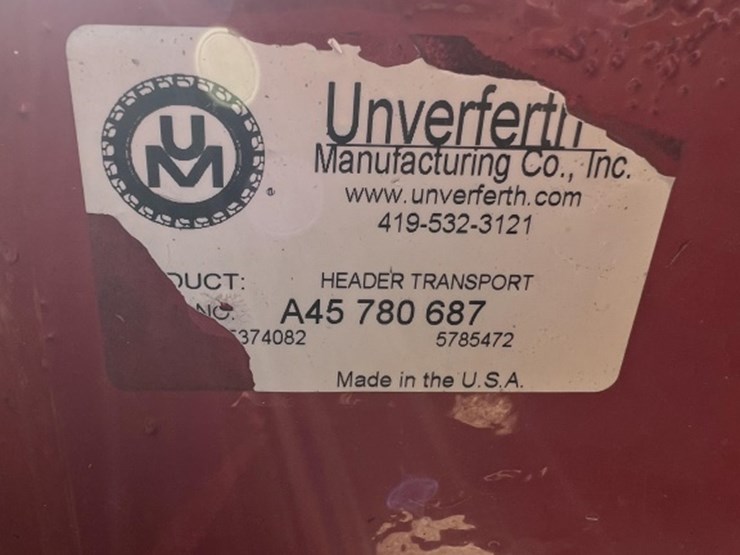 UM
Unverferth
Manufacturing Co., Inc.
www.unverferth.com
419-532-3121
DUCT: HEADER TRANSPORT
NO. A45 780 687
5374082 5785472
Made in the U.S.A.